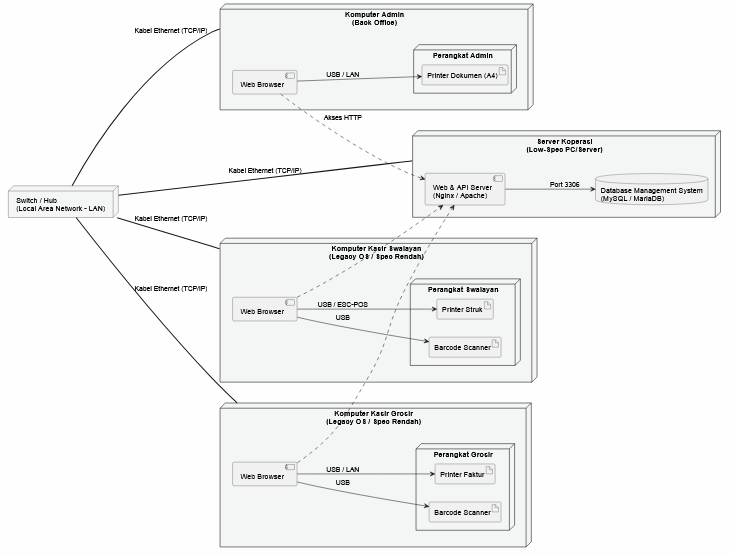 Komputer Admin
(Back Office)
Kabel Ethernet (TCP/IP)
Perangkat Admin
Web Browser
USB / LAN
Printer Dokumen (A4)
Akses HTTP
Server Koperasi
(Low-Spec PC/Server)
Kabel Ethernet (TCP/IP)
Web & API Server
(Nginx / Apache)
Port 3306
Database Management System
(MySQL / MariaDB)
Switch / Hub
(Local Area Network - LAN)
Kabel Ethernet (TCP/IP)
Komputer Kasir Swalayan
(Legacy OS / Spec Rendah)
Kabel Ethernet (TCP/IP)
Perangkat Swalayan
Web Browser
USB / ESC-POS
Printer Struk
USB
Barcode Scanner
Komputer Kasir Grosir
(Legacy OS / Spec Rendah)
Perangkat Grosir
Web Browser
USB / LAN
Printer Faktur
USB
Barcode Scanner